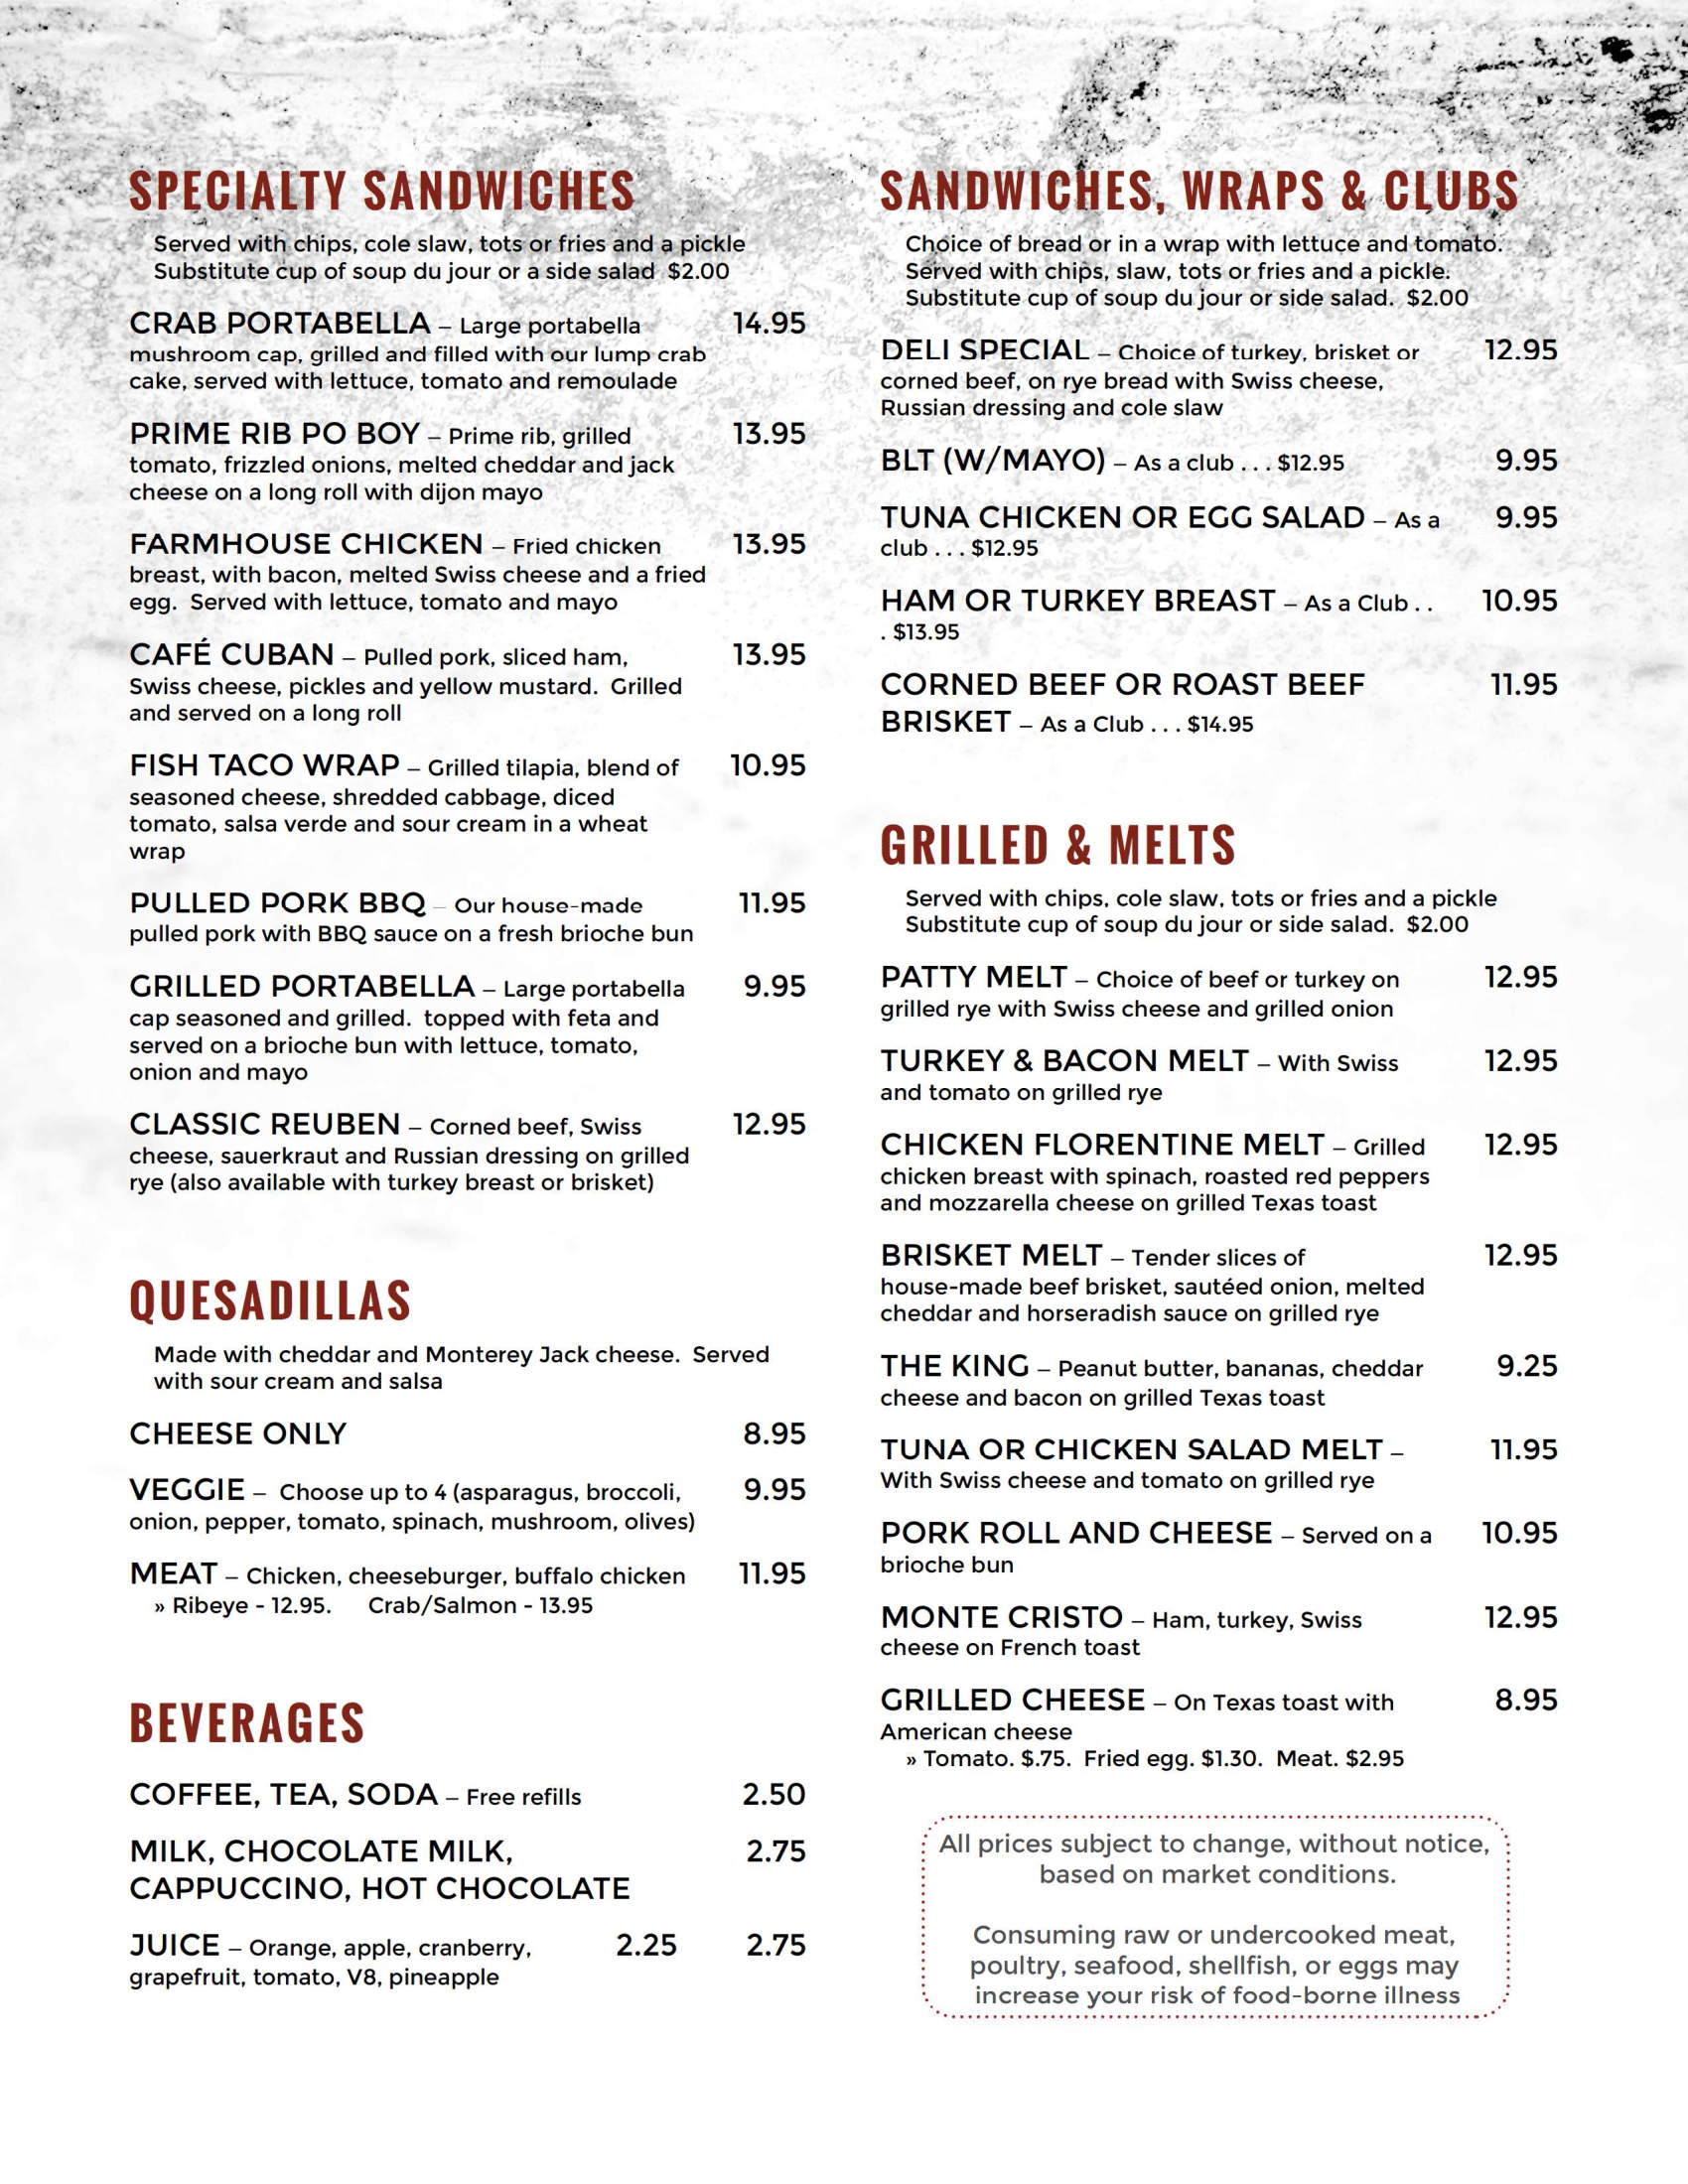 SPECIALTY SANDWICHES
Served with chips, cole slaw, tots or fries and a pickle
Substitute cup of soup du jour or a side salad  $2.00
CRAB PORTABELLA – Large portabella 14.95
mushroom cap, grilled and filled with our lump crab
cake, served with lettuce, tomato and remoulade
PRIME RIB PO BOY – Prime rib, grilled 13.95
tomato, frizzled onions, melted cheddar and jack
cheese on a long roll with dijon mayo
FARMHOUSE CHICKEN – Fried chicken 13.95
breast, with bacon, melted Swiss cheese and a fried
egg.  Served with lettuce, tomato and mayo
CAFÉ CUBAN – Pulled pork, sliced ham, 13.95
Swiss cheese, pickles and yellow mustard.  Grilled
and served on a long roll
FISH TACO WRAP – Grilled tilapia, blend of 10.95
seasoned cheese, shredded cabbage, diced
tomato, salsa verde and sour cream in a wheat
wrap
PULLED PORK BBQ – Our house-made 11.95
pulled pork with BBQ sauce on a fresh brioche bun
GRILLED PORTABELLA – Large portabella 9.95
cap seasoned and grilled.  topped with feta and
served on a brioche bun with lettuce, tomato,
onion and mayo
CLASSIC REUBEN – Corned beef, Swiss 12.95
cheese, sauerkraut and Russian dressing on grilled
rye (also available with turkey breast or brisket)
QUESADILLAS
Made with cheddar and Monterey Jack cheese.  Served
with sour cream and salsa
CHEESE ONLY 8.95
VEGGIE –  Choose up to 4 (asparagus, broccoli, 9.95
onion, pepper, tomato, spinach, mushroom, olives)
MEAT – Chicken, cheeseburger, buffalo chicken 11.95
» Ribeye - 12.95.     Crab/Salmon - 13.95
BEVERAGES
COFFEE, TEA, SODA – Free refills 2.50
MILK, CHOCOLATE MILK, 2.75
CAPPUCCINO, HOT CHOCOLATE
JUICE – Orange, apple, cranberry, 2.25 2.75
grapefruit, tomato, V8, pineapple
SANDWICHES, WRAPS & CLUBS
Choice of bread or in a wrap with lettuce and tomato.
Served with chips, slaw, tots or fries and a pickle.
Substitute cup of soup du jour or side salad.  $2.00
DELI SPECIAL – Choice of turkey, brisket or 12.95
corned beef, on rye bread with Swiss cheese,
Russian dressing and cole slaw
BLT (W/MAYO) – As a club . . . $12.95 9.95
TUNA CHICKEN OR EGG SALAD – As a 9.95
club . . . $12.95
HAM OR TURKEY BREAST – As a Club . . 10.95
. $13.95
CORNED BEEF OR ROAST BEEF 11.95
BRISKET – As a Club . . . $14.95
GRILLED & MELTS
Served with chips, cole slaw, tots or fries and a pickle
Substitute cup of soup du jour or side salad.  $2.00
PATTY MELT – Choice of beef or turkey on 12.95
grilled rye with Swiss cheese and grilled onion
TURKEY & BACON MELT – With Swiss 12.95
and tomato on grilled rye
CHICKEN FLORENTINE MELT – Grilled 12.95
chicken breast with spinach, roasted red peppers
and mozzarella cheese on grilled Texas toast
BRISKET MELT – Tender slices of 12.95
house-made beef brisket, sautéed onion, melted
cheddar and horseradish sauce on grilled rye
THE KING – Peanut butter, bananas, cheddar 9.25
cheese and bacon on grilled Texas toast
TUNA OR CHICKEN SALAD MELT – 11.95
With Swiss cheese and tomato on grilled rye
PORK ROLL AND CHEESE – Served on a 10.95
brioche bun
MONTE CRISTO – Ham, turkey, Swiss 12.95
cheese on French toast
GRILLED CHEESE – On Texas toast with 8.95
American cheese
» Tomato. $.75.  Fried egg. $1.30.  Meat. $2.95
All prices subject to change, without notice,
based on market conditions.
Consuming raw or undercooked meat,
poultry, seafood, shellfish, or eggs may
increase your risk of food-borne illness